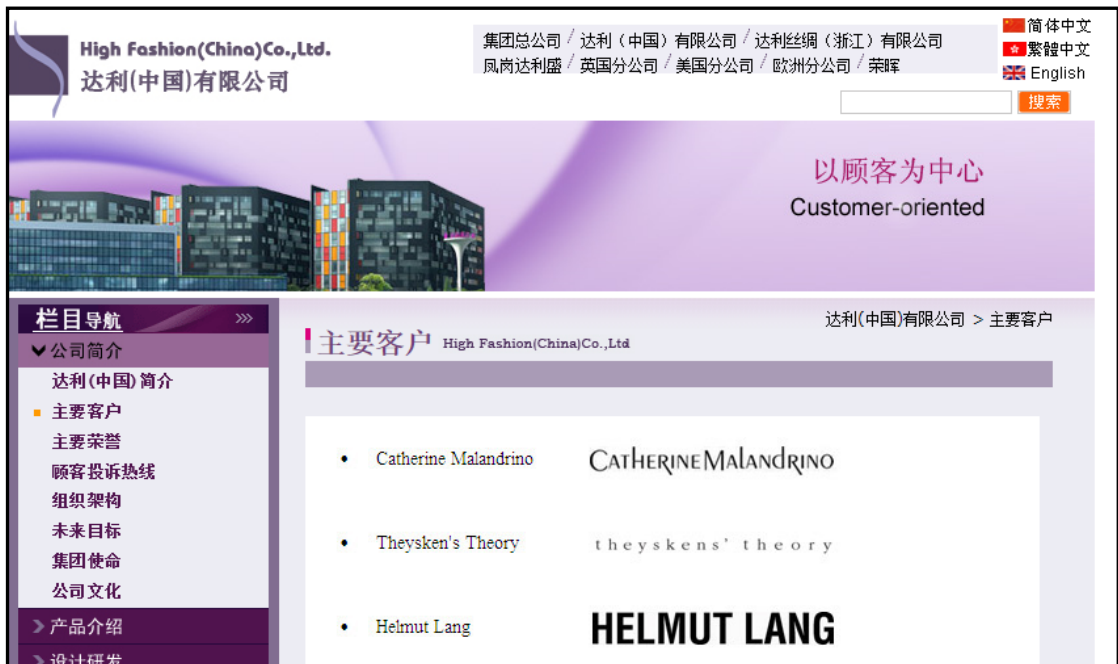 High Fashion(China)Co.,Ltd.
达利(中国)有限公司
集团总公司 / 达利（中国）有限公司 / 达利丝绸（浙江）有限公司
凤岗达利盛 / 英国分公司 / 美国分公司 / 欧洲分公司 / 荣晖
简体中文
繁體中文
English
搜索
以顾客为中心
Customer-oriented
栏目导航 >>>
公司简介
达利(中国)简介
主要客户
主要荣誉
顾客投诉热线
组织架构
未来目标
集团使命
公司文化
产品介绍
设计研发
达利(中国)有限公司 > 主要客户
主要客户 High Fashion(China)Co.,Ltd
• Catherine Malandrino CATHERINE MALANDRINO
• Theysken's Theory theyskens' theory
• Helmut Lang HELMUT LANG